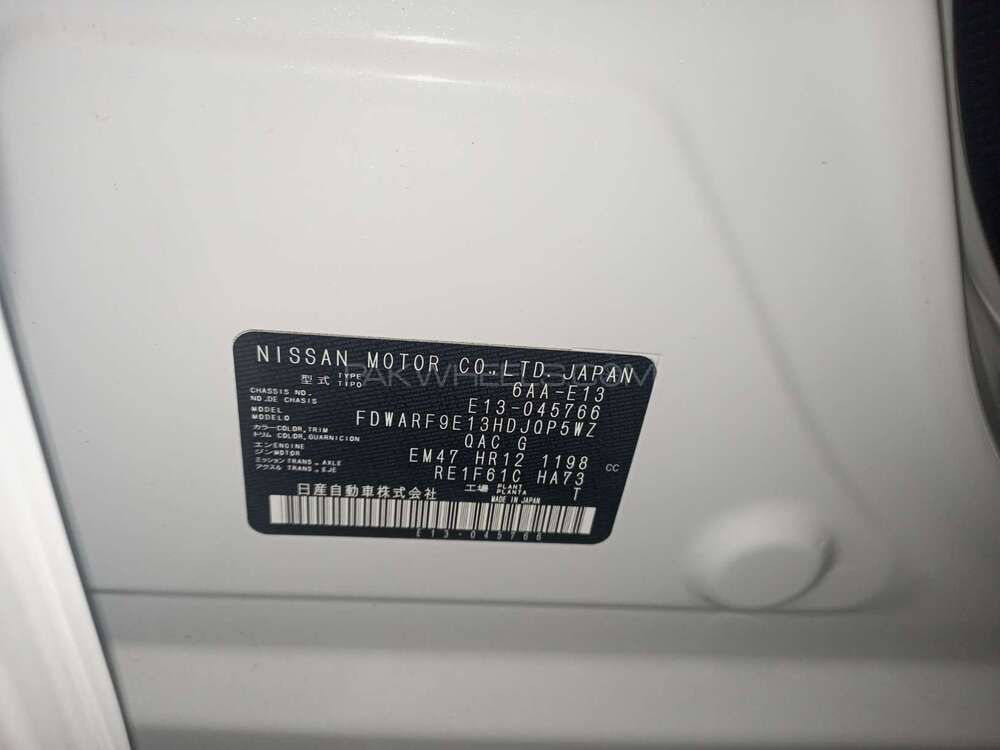 NISSAN MOTOR CO.,LTD. JAPAN
型式 TYPE TIPO 6AA-E13
CHASSIS NO. NO.DE CHASIS E13-045766
MODEL MODELO FDWARF9E13HDJQP5WZ
カラー COLOR,TRIM トリム COLOR,GUARNICION QAC G
エンジン ENGINE MOTOR EM47 HR12 1198 CC
ミッション TRANS.,AXLE アクスル TRANS.,EJE RE1F61C HA73
日産自動車株式会社 工場 PLANT PLANTA T
MADE IN JAPAN
E13-045766
PAKWHEELS.COM